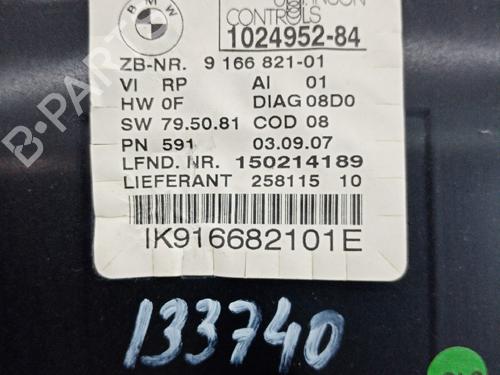 BMW
CONTROLS
1024952-84
ZB-NR. 9 166 821-01
VI RP AI 01
HW 0F DIAG 08D0
SW 79.50.81 COD 08
PN 591 03.09.07
LFND. NR. 150214189
LIEFERANT 258115 10
IK916682101E
133740